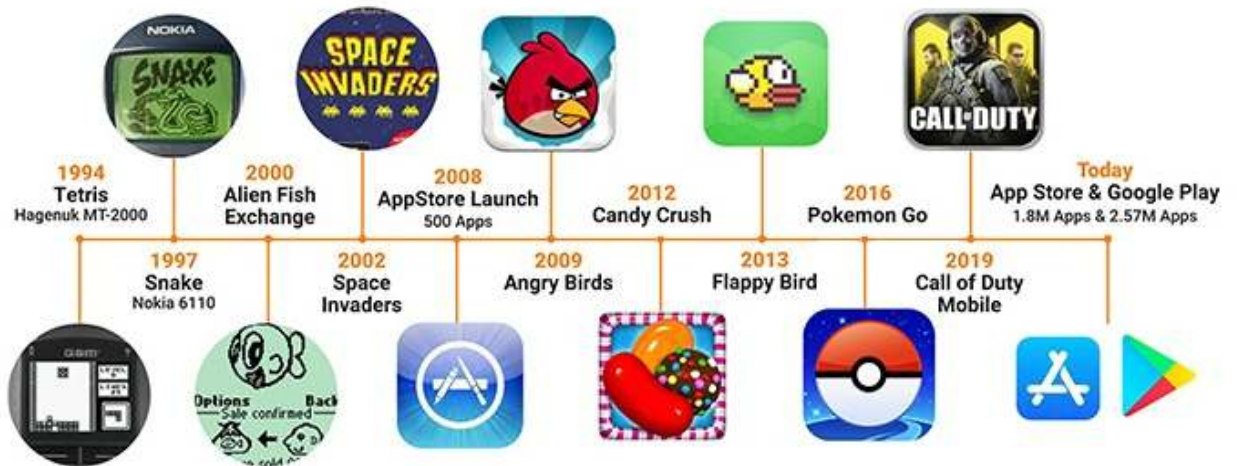 NOKIA
SNAKE
SPACE
INVADERS
CALL OF DUTY
1994
Tetris
Hagenuk MT-2000
2000
Alien Fish
Exchange
2008
AppStore Launch
500 Apps
2012
Candy Crush
2016
Pokemon Go
Today
App Store & Google Play
1.8M Apps & 2.57M Apps
1997
Snake
Nokia 6110
2002
Space
Invaders
2009
Angry Birds
2013
Flappy Bird
2019
Call of Duty
Mobile
Options Back
Sale confirmed